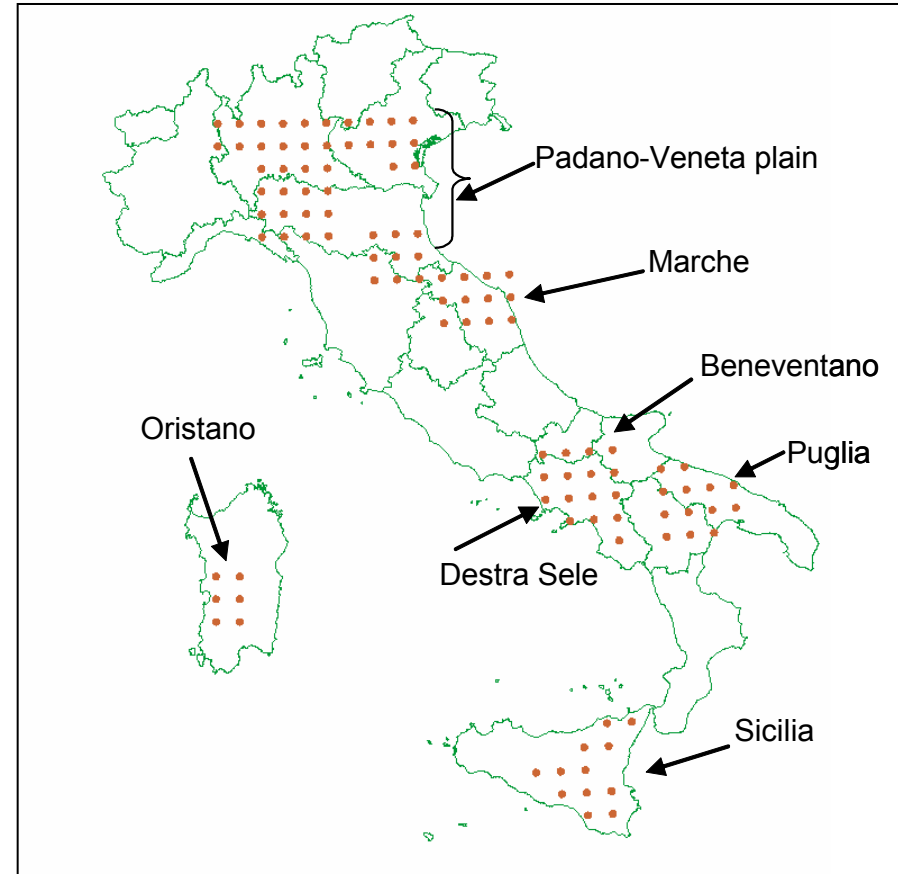 Padano-Veneta plain
Marche
Beneventano
Oristano
Puglia
Destra Sele
Sicilia